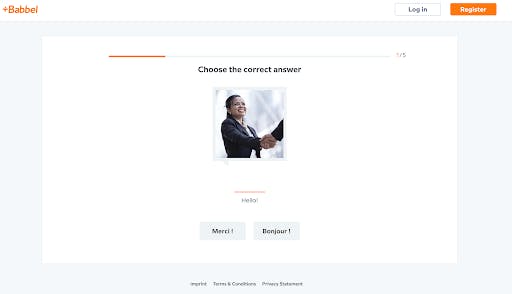 +Babbel
Log in
Register
1/5
Choose the correct answer
Hello!
Merci !
Bonjour !
Imprint Terms & Conditions Privacy Statement